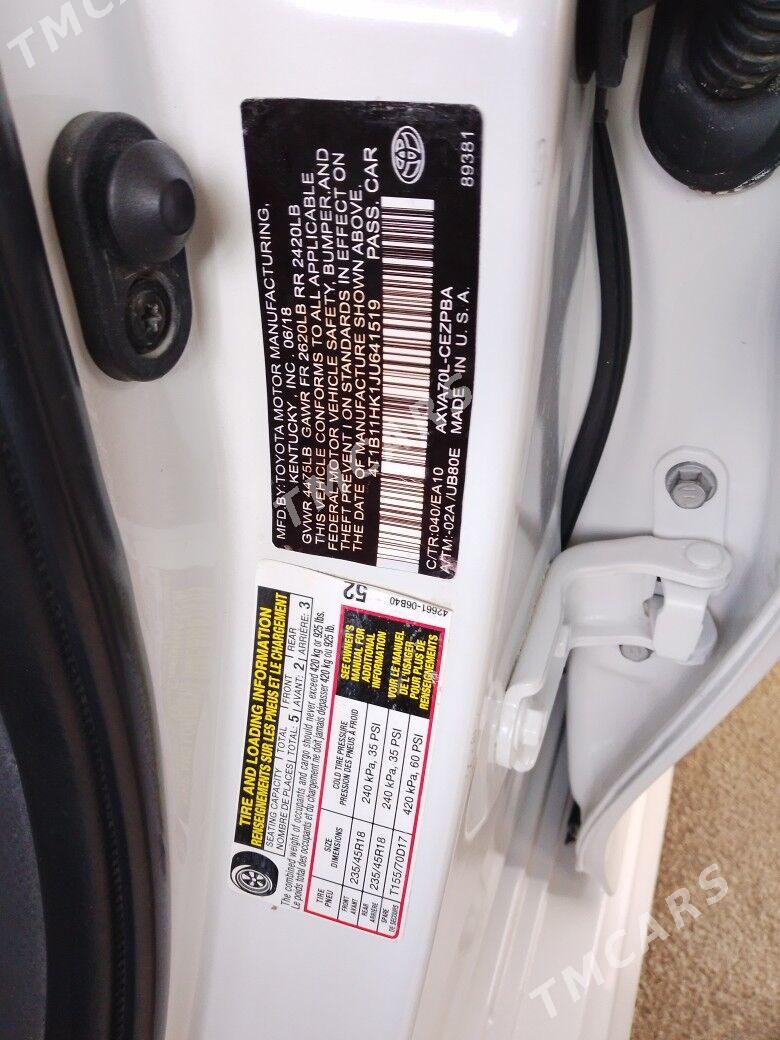 MFD.BY:TOYOTA MOTOR MANUFACTURING,
KENTUCKY, INC. 06/18
GVWR 4475LB GAWR FR 2620LB RR 2420LB
THIS VEHICLE CONFORMS TO ALL APPLICABLE
FEDERAL MOTOR VEHICLE SAFETY, BUMPER,AND
THEFT PREVENTION STANDARDS IN EFFECT ON
THE DATE OF MANUFACTURE SHOWN ABOVE.
4T1B11HK1JU641519 PASS. CAR
C/TR:040/EA10 AXVA70L-CEZPBA
A/TM:-02A/UB80E MADE IN U.S.A.
89381
TIRE AND LOADING INFORMATION
RENSEIGNEMENTS SUR LES PNEUS ET LE CHARGEMENT
SEATING CAPACITY TOTAL FRONT REAR
NOMBRE DE PLACES TOTAL: 5 AVANT: 2 ARRIÈRE: 3
The combined weight of occupants and cargo should never exceed 420 kg or 925 lbs.
Le poids total des occupants et du chargement ne doit jamais dépasser 420 kg ou 925 lb.
TIRE PNEU SIZE DIMENSIONS COLD TIRE PRESSURE PRESSION DES PNEUS À FROID
FRONT AVANT 235/45R18 240 kPa, 35 PSI
REAR ARRIÈRE 235/45R18 240 kPa, 35 PSI
SPARE DE SECOURS T155/70D17 420 kPa, 60 PSI
SEE OWNER'S
MANUAL FOR
ADDITIONAL
INFORMATION
VOIR LE MANUEL
DE L'USAGER
POUR PLUS DE
RENSEIGNEMENTS
52
42661-06B40
TMCARS
TMCARS
TMCARS